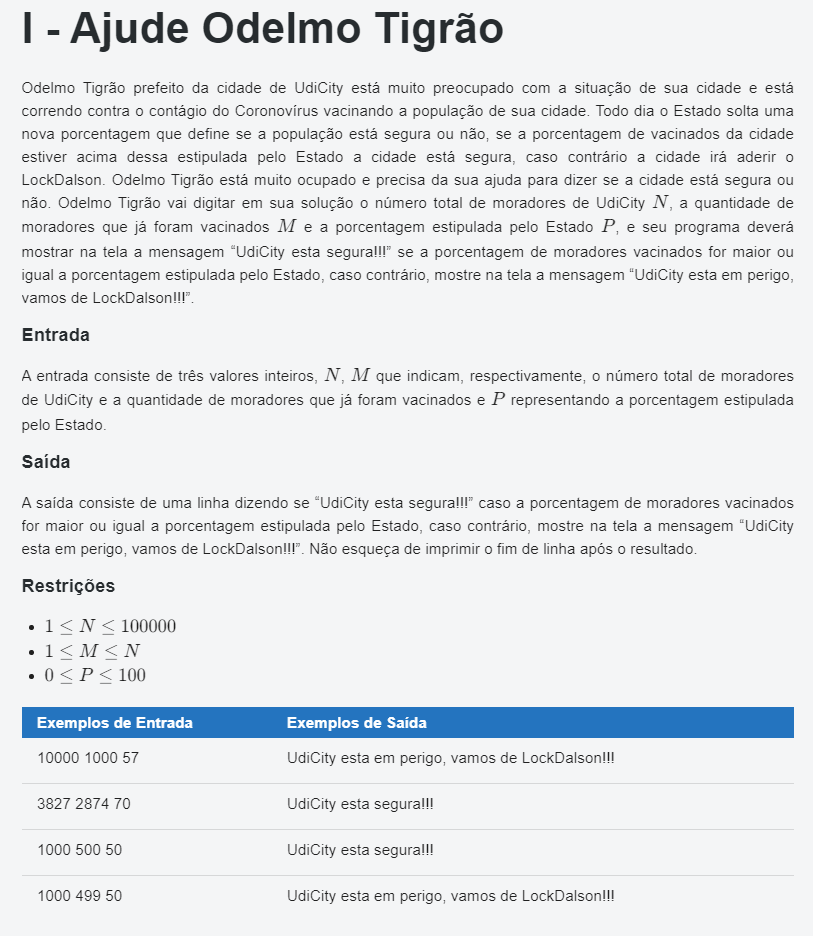 I - Ajude Odelmo Tigrão
Odelmo Tigrão prefeito da cidade de UdiCity está muito preocupado com a situação de sua cidade e está
correndo contra o contágio do Coronovírus vacinando a população de sua cidade. Todo dia o Estado solta uma
nova porcentagem que define se a população está segura ou não, se a porcentagem de vacinados da cidade
estiver acima dessa estipulada pelo Estado a cidade está segura, caso contrário a cidade irá aderir o
LockDalson. Odelmo Tigrão está muito ocupado e precisa da sua ajuda para dizer se a cidade está segura ou
não. Odelmo Tigrão vai digitar em sua solução o número total de moradores de UdiCity N, a quantidade de
moradores que já foram vacinados M e a porcentagem estipulada pelo Estado P, e seu programa deverá
mostrar na tela a mensagem “UdiCity esta segura!!!” se a porcentagem de moradores vacinados for maior ou
igual a porcentagem estipulada pelo Estado, caso contrário, mostre na tela a mensagem “UdiCity esta em perigo,
vamos de LockDalson!!!”.
Entrada
A entrada consiste de três valores inteiros, N, M que indicam, respectivamente, o número total de moradores
de UdiCity e a quantidade de moradores que já foram vacinados e P representando a porcentagem estipulada
pelo Estado.
Saída
A saída consiste de uma linha dizendo se “UdiCity esta segura!!!” caso a porcentagem de moradores vacinados
for maior ou igual a porcentagem estipulada pelo Estado, caso contrário, mostre na tela a mensagem “UdiCity
esta em perigo, vamos de LockDalson!!!”. Não esqueça de imprimir o fim de linha após o resultado.
Restrições
• 1 ≤ N ≤ 100000
• 1 ≤ M ≤ N
• 0 ≤ P ≤ 100
Exemplos de Entrada Exemplos de Saída
10000 1000 57 UdiCity esta em perigo, vamos de LockDalson!!!
3827 2874 70 UdiCity esta segura!!!
1000 500 50 UdiCity esta segura!!!
1000 499 50 UdiCity esta em perigo, vamos de LockDalson!!!